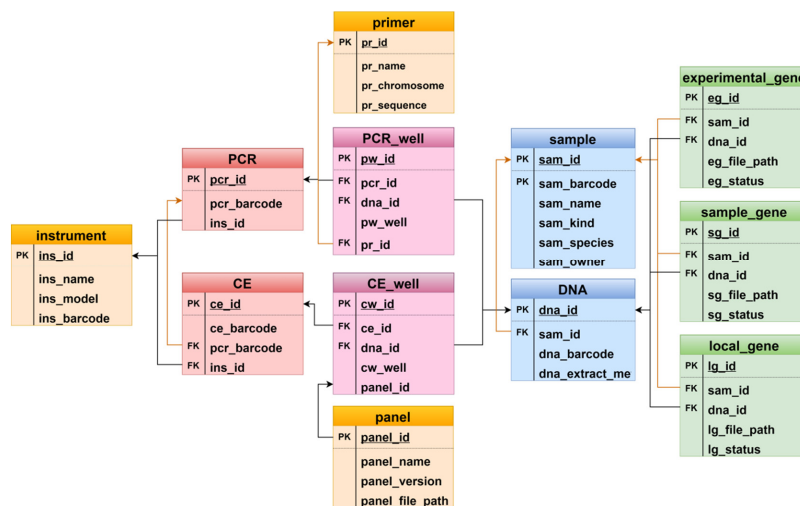 primer
PK pr_id
pr_name
pr_chromosome
pr_sequence
PCR_well
PK pw_id
FK pcr_id
FK dna_id
pw_well
FK pr_id
PCR
PK pcr_id
pcr_barcode
ins_id
instrument
PK ins_id
ins_name
ins_model
ins_barcode
CE
PK ce_id
ce_barcode
FK pcr_barcode
FK ins_id
CE_well
PK cw_id
FK ce_id
FK dna_id
cw_well
panel_id
panel
PK panel_id
panel_name
panel_version
panel_file_path
sample
PK sam_id
PK sam_barcode
sam_name
sam_kind
sam_species
sam_owner
DNA
PK dna_id
FK sam_id
dna_barcode
dna_extract_me
experimental_gene
PK eg_id
FK sam_id
FK dna_id
eg_file_path
eg_status
sample_gene
PK sg_id
FK sam_id
FK dna_id
sg_file_path
sg_status
local_gene
PK lg_id
FK sam_id
FK dna_id
lg_file_path
lg_status